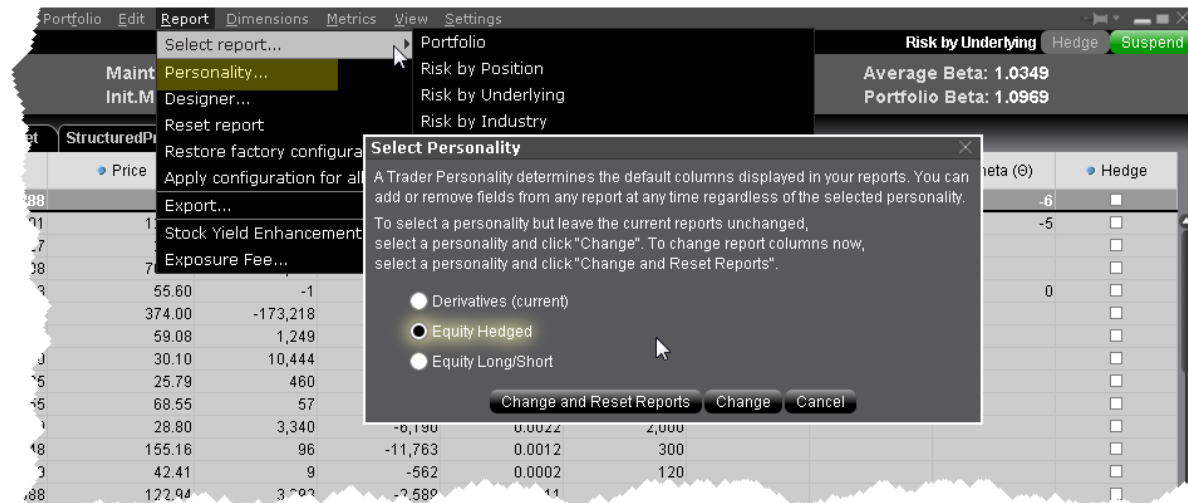 Portfolio Edit Report Dimensions Metrics View Settings
Select report...
Personality...
Designer...
Reset report
Restore factory configura
Apply configuration for all
Export...
Stock Yield Enhancement
Exposure Fee...
Portfolio
Risk by Position
Risk by Underlying
Risk by Industry
Risk by Underlying Hedge Suspend
Maint
Init.M
Average Beta: 1.0349
Portfolio Beta: 1.0969
StructuredP
Price
heta (Θ) Hedge
-6
-5
0
Select Personality
A Trader Personality determines the default columns displayed in your reports. You can
add or remove fields from any report at any time regardless of the selected personality.
To select a personality but leave the current reports unchanged,
select a personality and click "Change". To change report columns now,
select a personality and click "Change and Reset Reports".
Derivatives (current)
Equity Hedged
Equity Long/Short
Change and Reset Reports Change Cancel
55.60 -1
374.00 -173,218
59.08 1,249
30.10 10,444
25.79 460
68.55 57
28.80 3,340 -6,190 0.0022 2,000
155.16 96 -11,763 0.0012 300
42.41 9 -562 0.0002 120
122.94